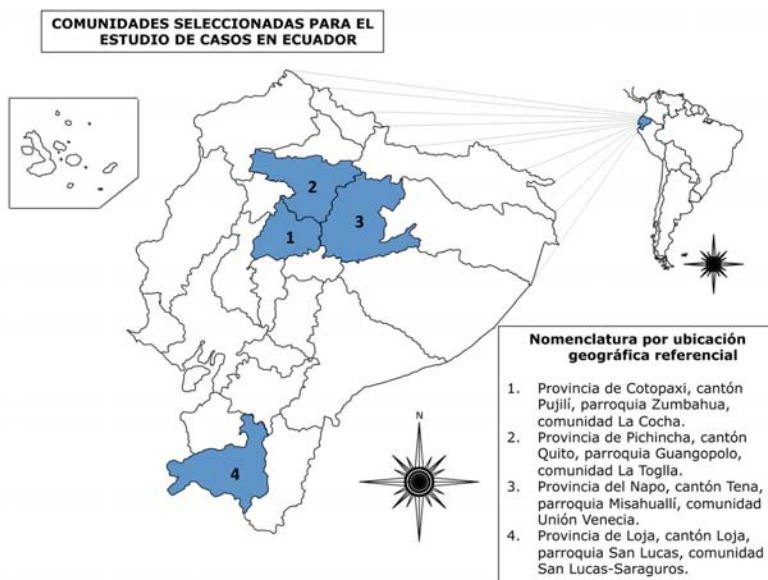 COMUNIDADES SELECCIONADAS PARA EL
ESTUDIO DE CASOS EN ECUADOR
2
3
1
4
N
Nomenclatura por ubicación
geográfica referencial
1. Provincia de Cotopaxi, cantón
Pujilí, parroquia Zumbahua,
comunidad La Cocha.
2. Provincia de Pichincha, cantón
Quito, parroquia Guangopolo,
comunidad La Toglla.
3. Provincia del Napo, cantón Tena,
parroquia Misahuallí, comunidad
Unión Venecia.
4. Provincia de Loja, cantón Loja,
parroquia San Lucas, comunidad
San Lucas-Saraguros.